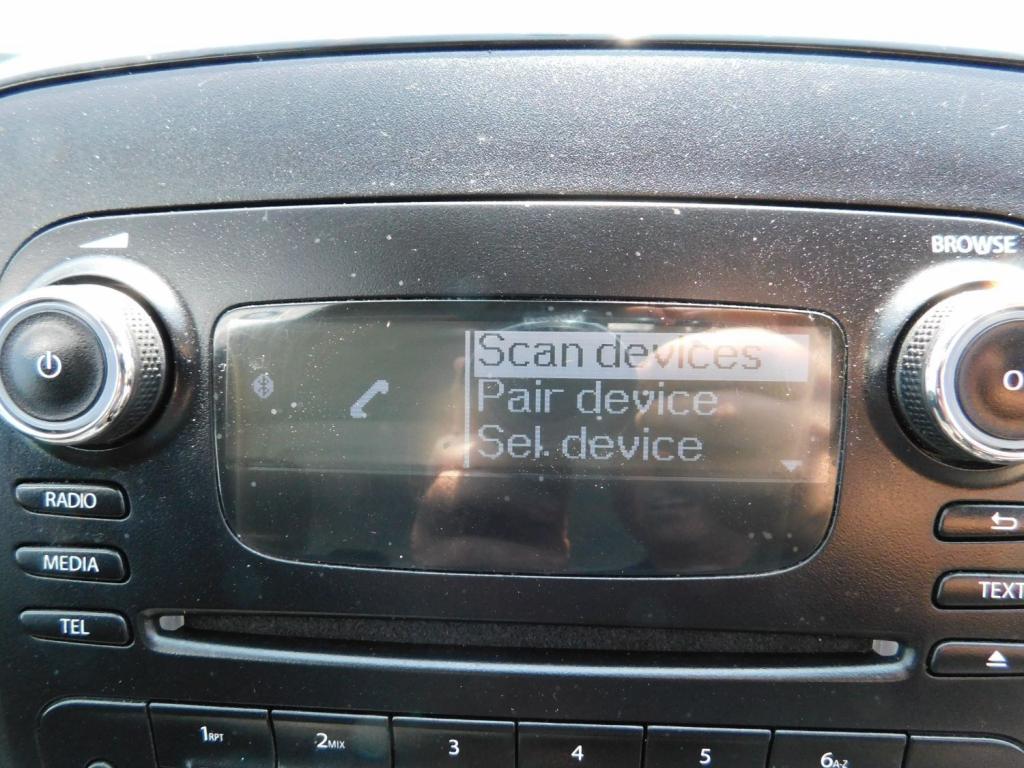 BROWSE
Scan devices
Pair device
Sel. device
RADIO
MEDIA
TEXT
TEL
1RPT
2MIX
3
4
5
6A-Z